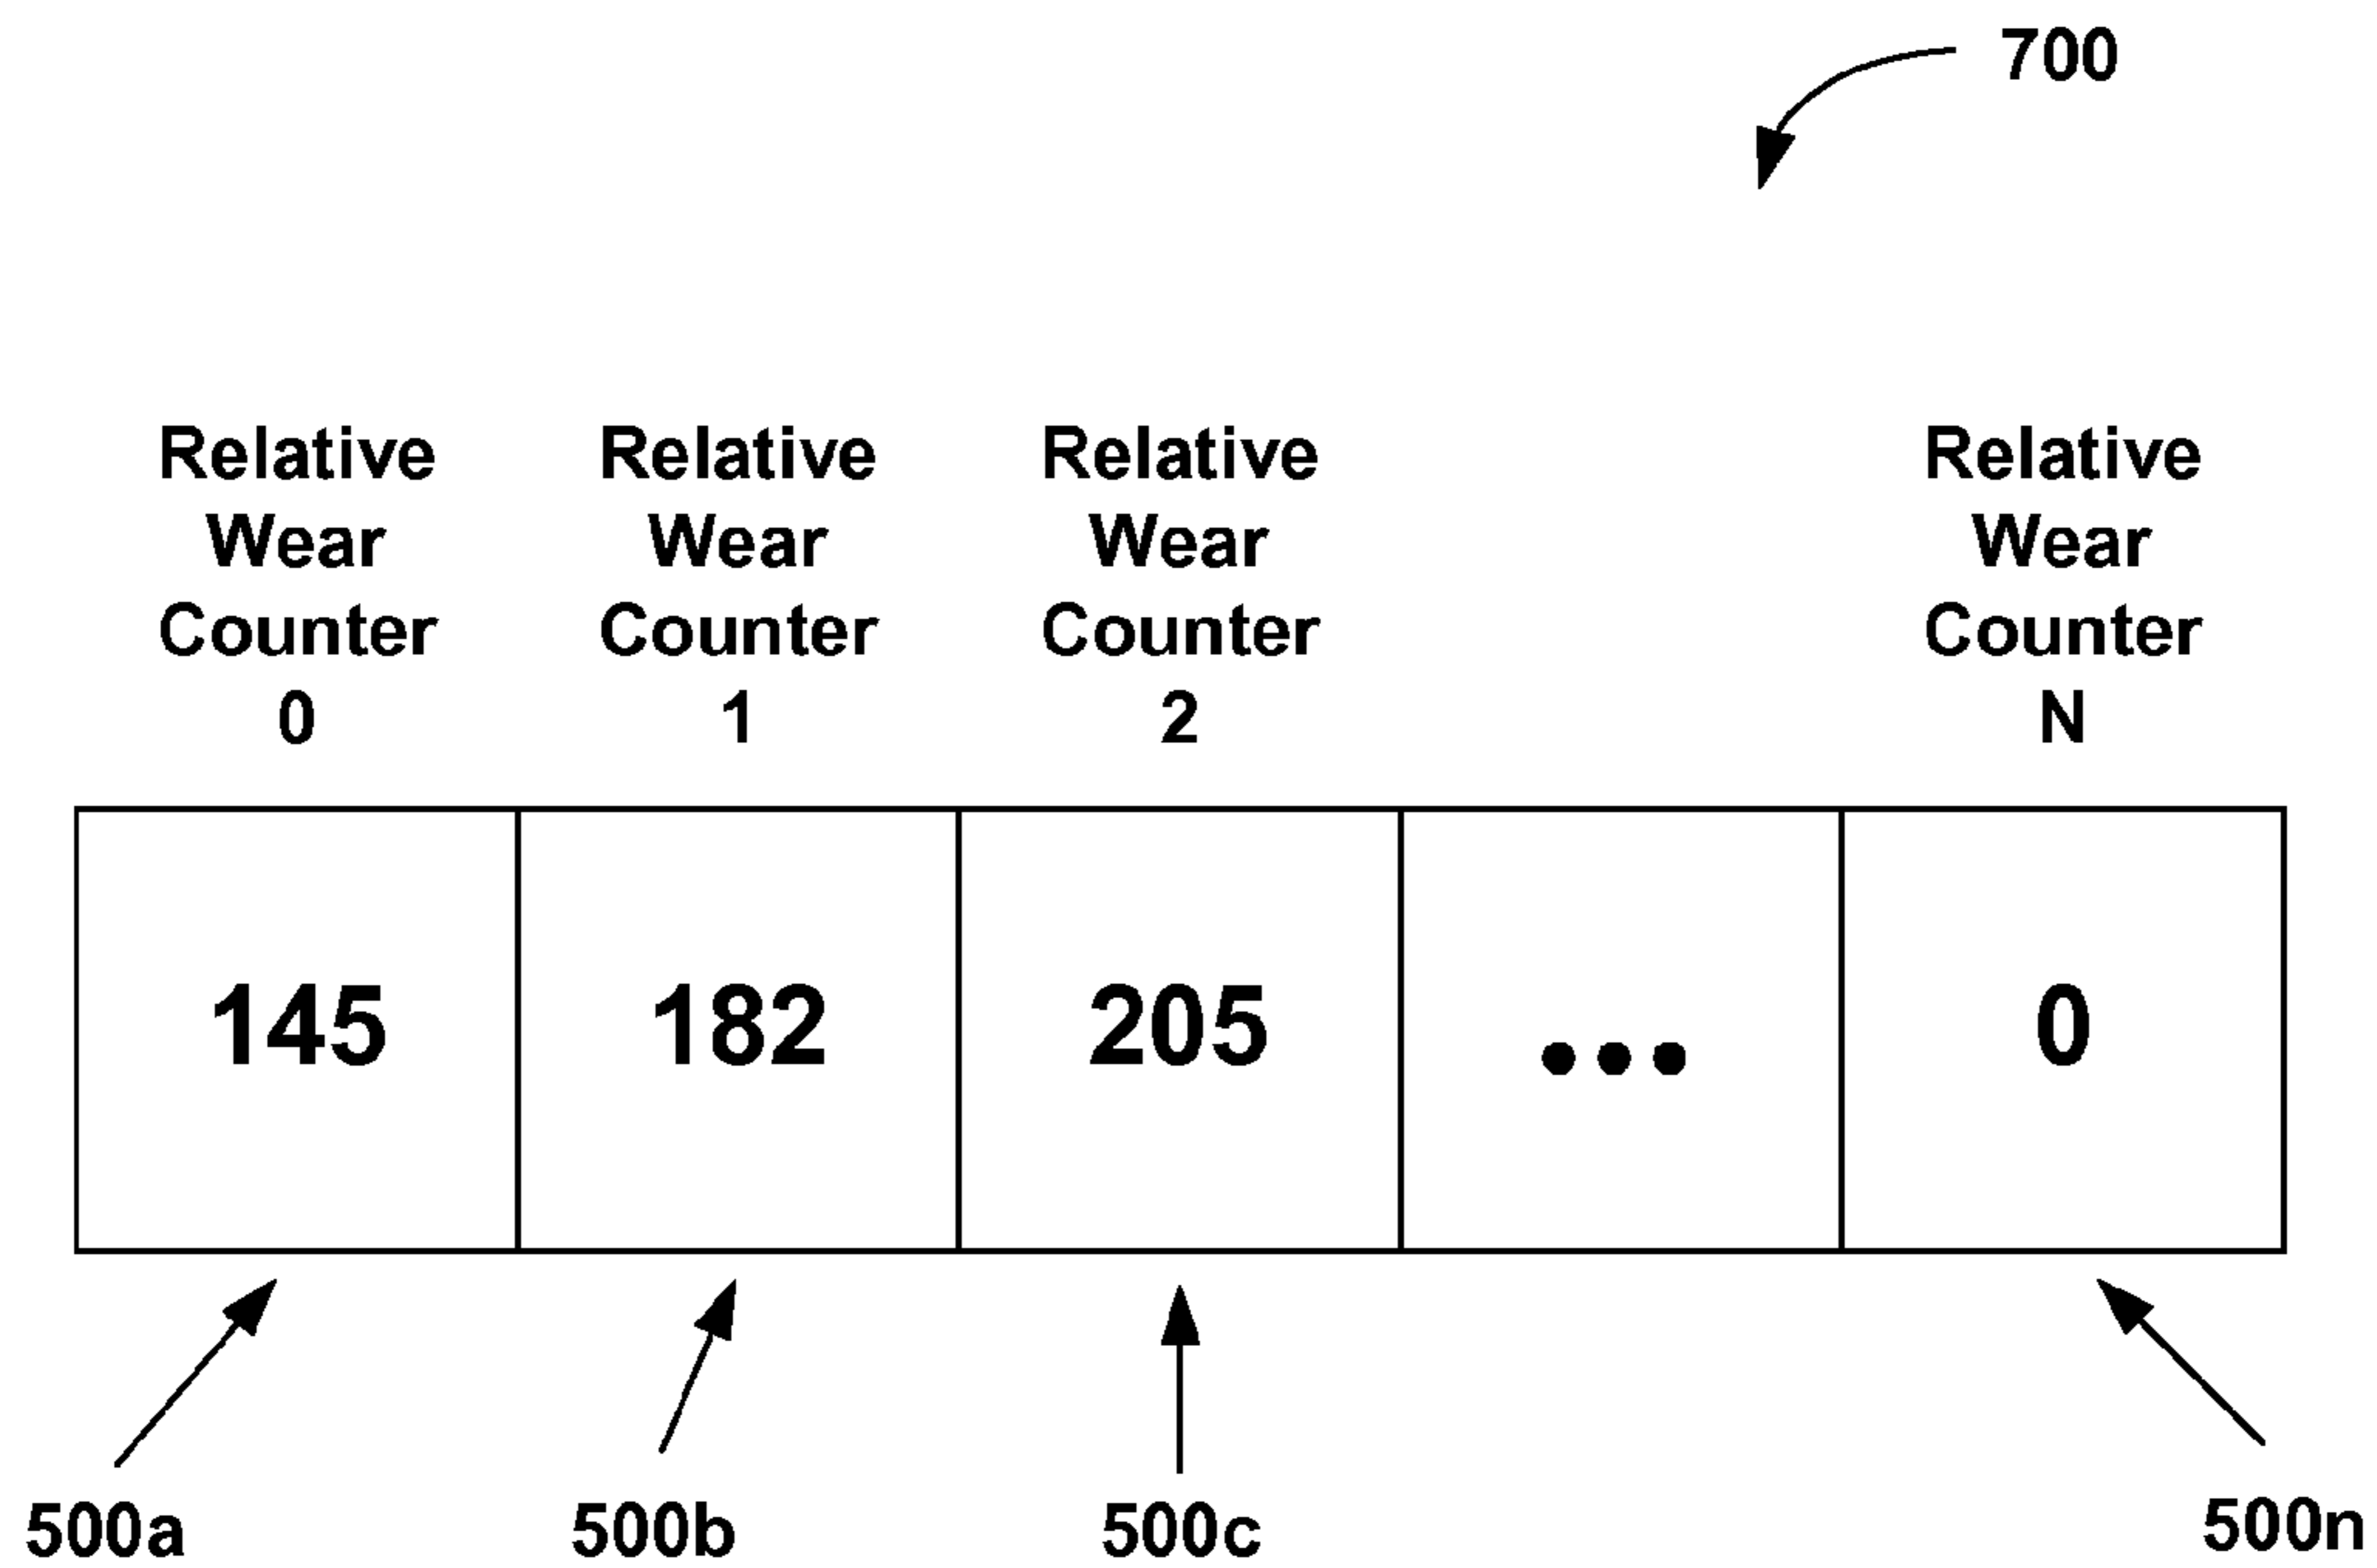 700
Relative
Wear
Counter
0
Relative
Wear
Counter
1
Relative
Wear
Counter
2
Relative
Wear
Counter
N
145
182
205
...
0
500a
500b
500c
500n